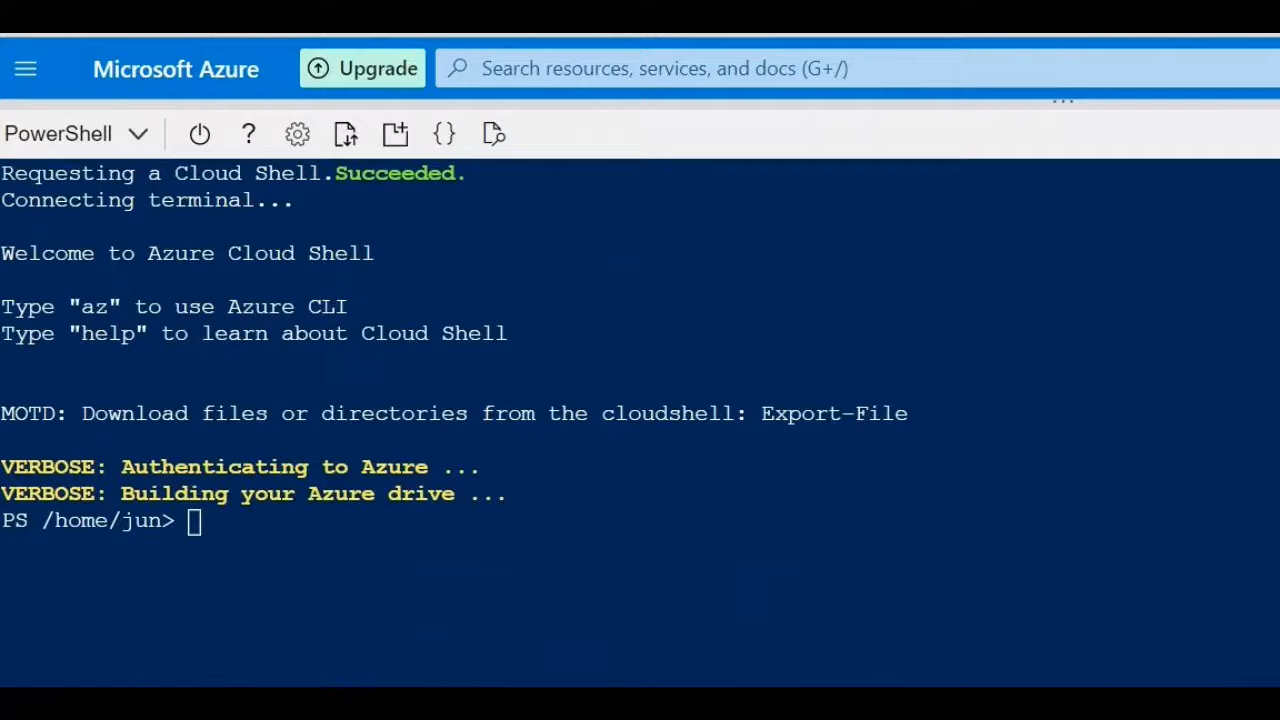 Microsoft Azure
Upgrade
Search resources, services, and docs (G+/)
PowerShell
Requesting a Cloud Shell.Succeeded.
Connecting terminal...
Welcome to Azure Cloud Shell
Type "az" to use Azure CLI
Type "help" to learn about Cloud Shell
MOTD: Download files or directories from the cloudshell: Export-File
VERBOSE: Authenticating to Azure ...
VERBOSE: Building your Azure drive ...
PS /home/jun>